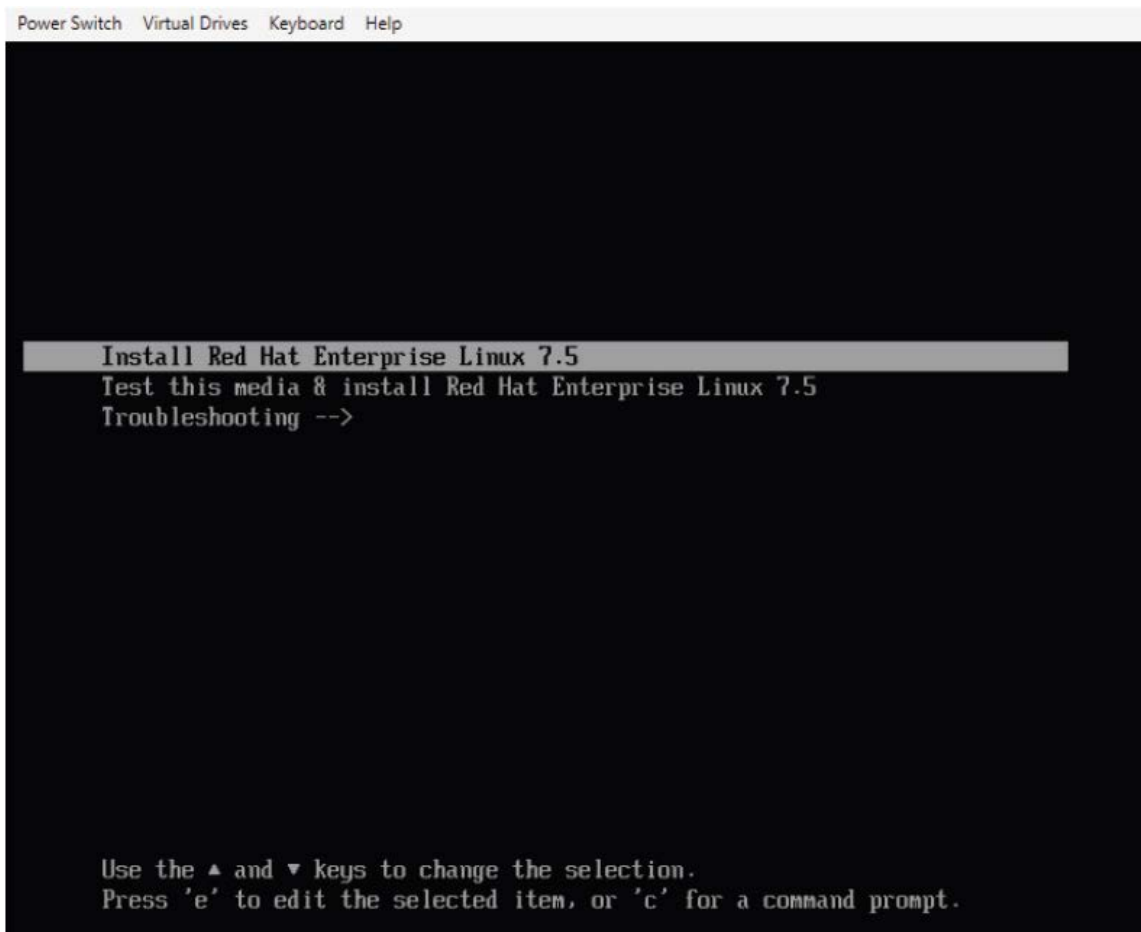 Power Switch Virtual Drives Keyboard Help
Install Red Hat Enterprise Linux 7.5
Test this media & install Red Hat Enterprise Linux 7.5
Troubleshooting -->
Use the ▲ and ▼ keys to change the selection.
Press 'e' to edit the selected item, or 'c' for a command prompt.